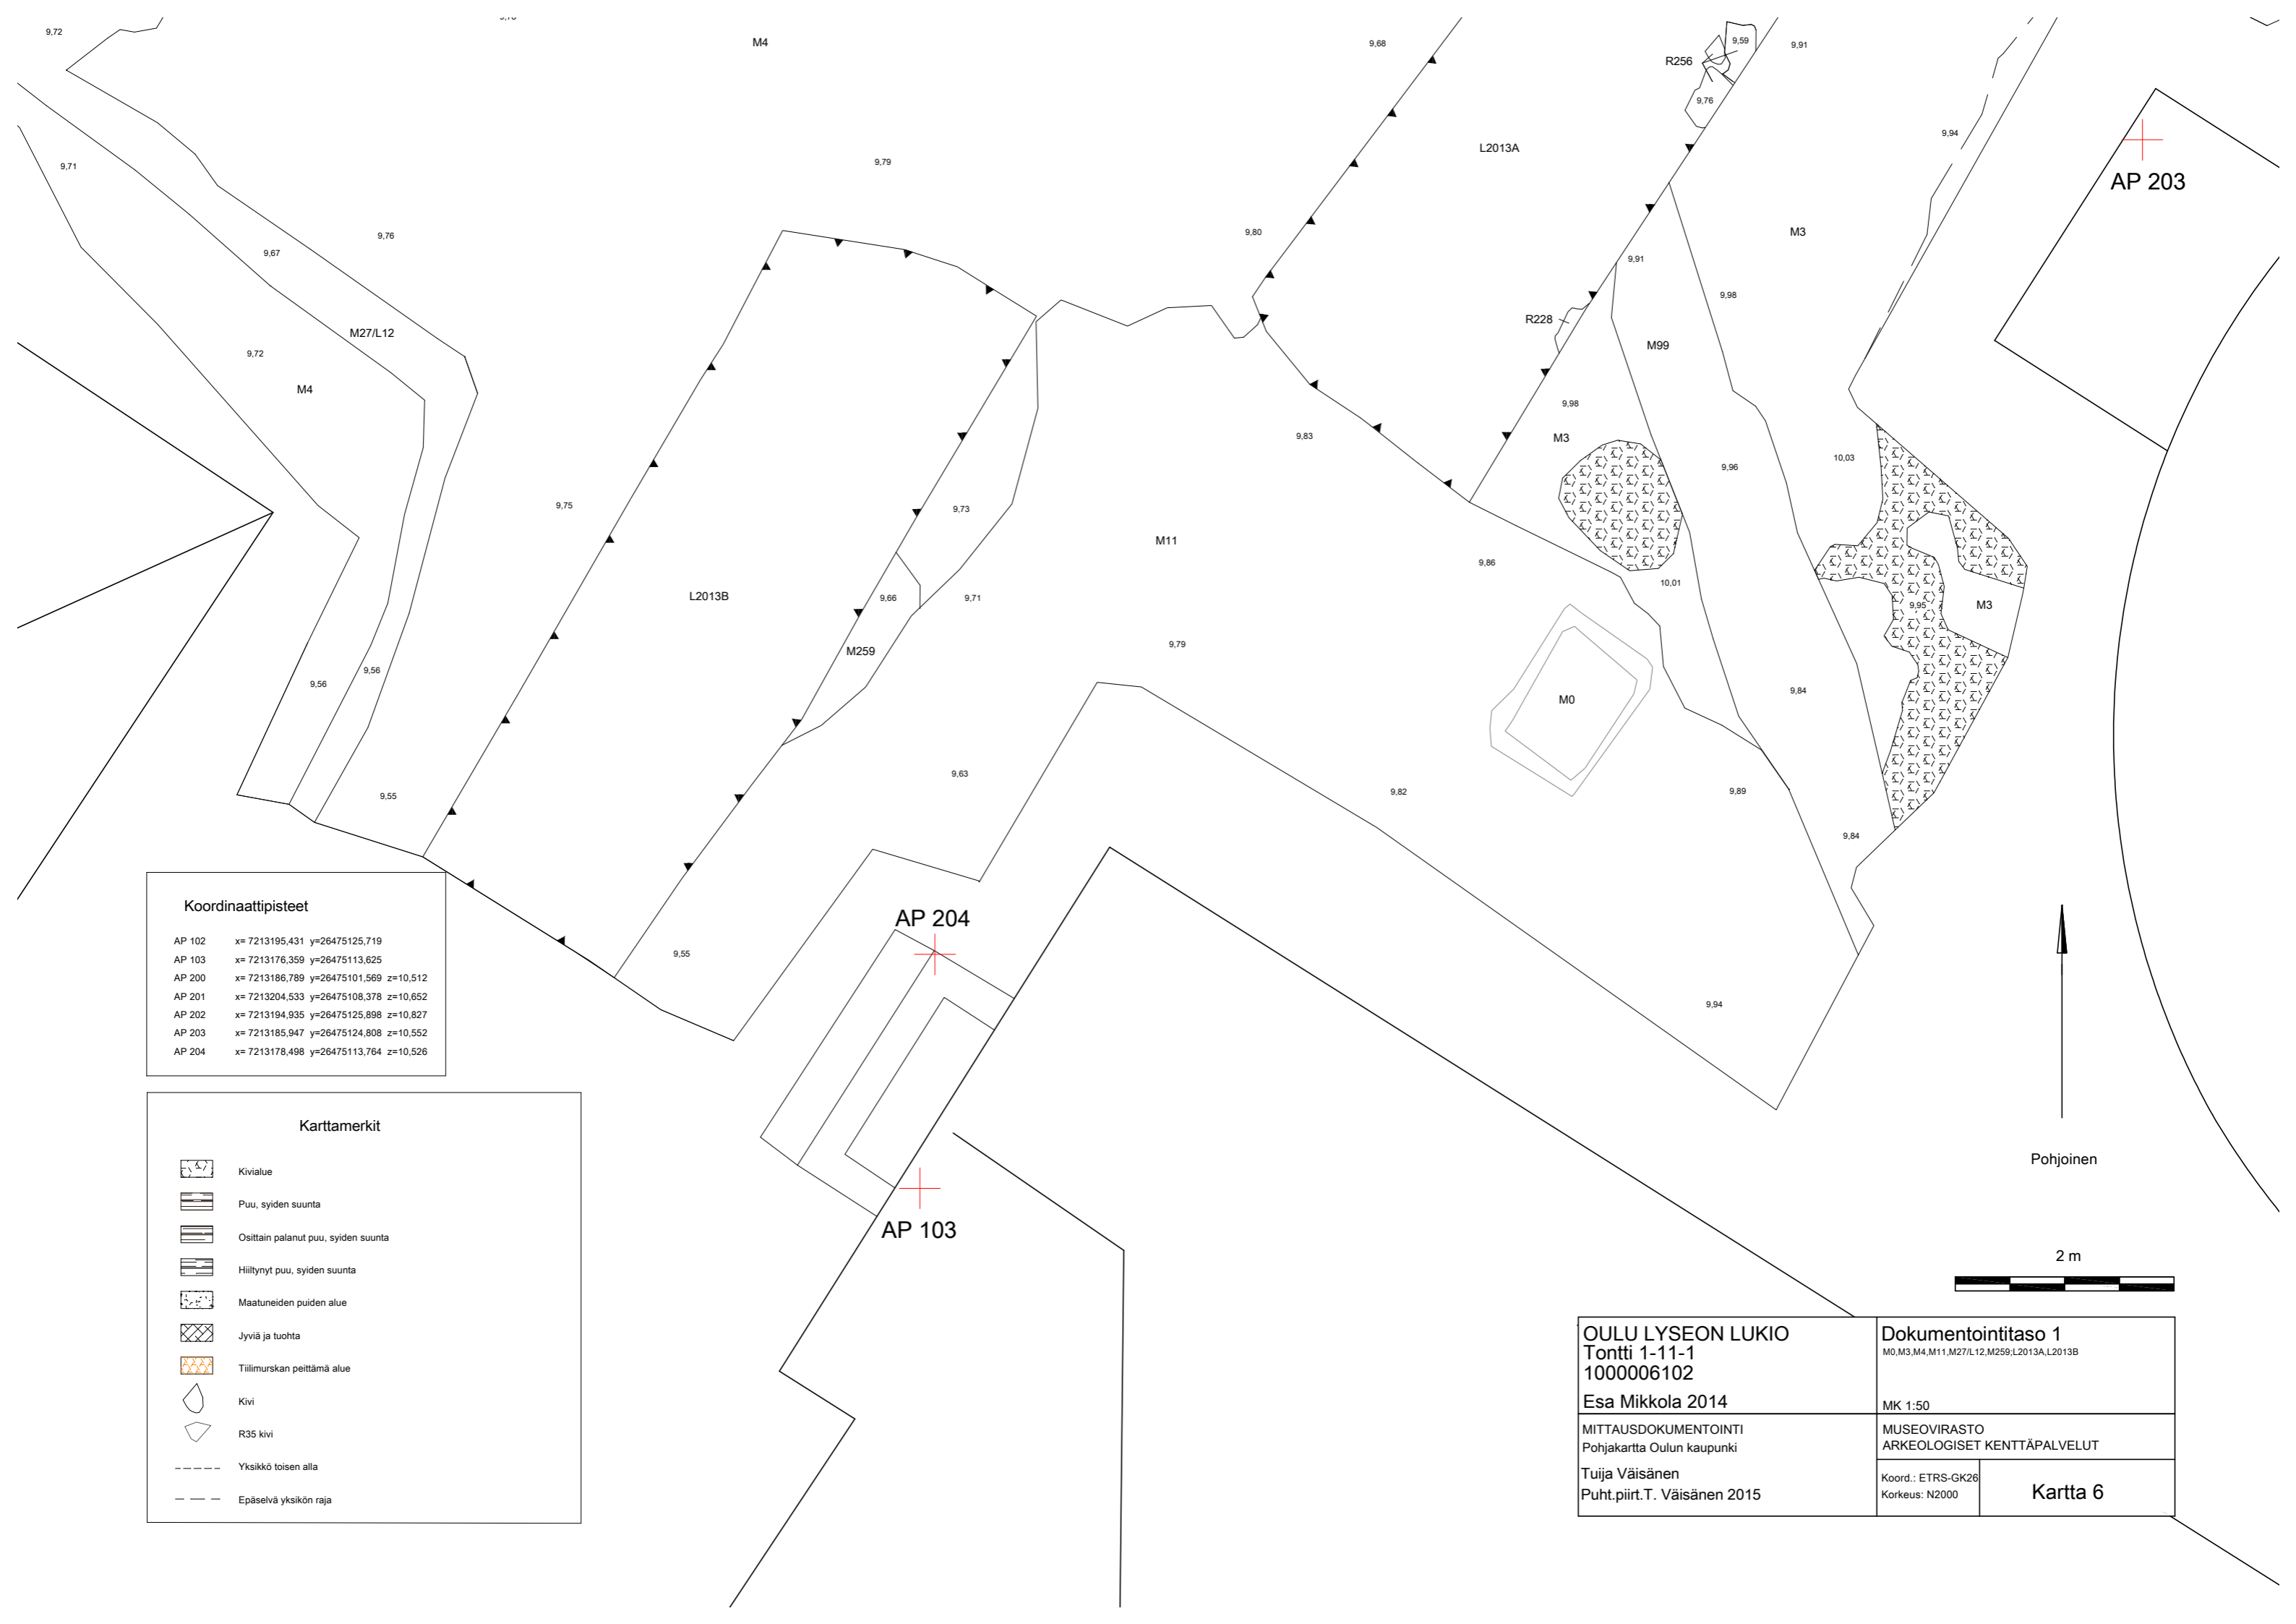 9,72
M4
9,68
9,59
9,91
R256
9,76
9,94
L2013A
9,71
9,79
AP 203
9,76
9,80
M3
9,67
9,91
9,98
R228
M27/L12
M99
9,72
M4
9,98
9,83
M3
10,03
9,96
9,75
9,73
M11
9,86
10,01
L2013B
9,66
9,71
9,95
M3
9,79
M259
9,56
9,56
9,84
M0
9,63
9,55
9,82
9,89
9,84
Koordinaattipisteet
AP 102 x= 7213195,431 y=26475125,719
AP 103 x= 7213176,359 y=26475113,625
AP 200 x= 7213186,789 y=26475101,569 z=10,512
AP 201 x= 7213204,533 y=26475108,378 z=10,652
AP 202 x= 7213194,935 y=26475125,898 z=10,827
AP 203 x= 7213185,947 y=26475124,808 z=10,552
AP 204 x= 7213178,498 y=26475113,764 z=10,526
AP 204
9,55
9,94
Karttamerkit
Kivialue
Puu, syiden suunta
Osittain palanut puu, syiden suunta
Hiiltynyt puu, syiden suunta
Maatuneiden puiden alue
Jyviä ja tuohta
Tiilimurskan peittämä alue
Kivi
R35 kivi
Yksikkö toisen alla
Epäselvä yksikön raja
AP 103
Pohjoinen
2 m
OULU LYSEON LUKIO
Tontti 1-11-1
1000006102
Esa Mikkola 2014
Dokumentointitaso 1
M0,M3,M4,M11,M27/L12,M259;L2013A,L2013B
MK 1:50
MITTAUSDOKUMENTOINTI
Pohjakartta Oulun kaupunki
Tuija Väisänen
Puht.piirt.T. Väisänen 2015
MUSEOVIRASTO
ARKEOLOGISET KENTTÄPALVELUT
Koord.: ETRS-GK26
Korkeus: N2000
Kartta 6